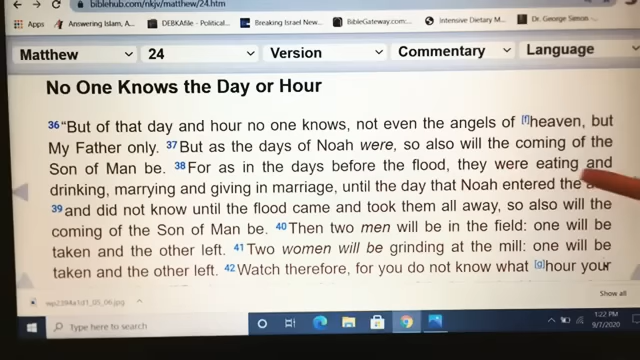 biblehub.com/nkjv/matthew/24.htm
Apps Answering Islam, A... DEBKAfile - Political... Breaking Israel New... BibleGateway.com:... Intensive Dietary M... Dr. George Simon -
Matthew 24 Version Commentary Language
No One Knows the Day or Hour
36 “But of that day and hour no one knows, not even the angels of [f]heaven, but
My Father only. 37 But as the days of Noah were, so also will the coming of the
Son of Man be. 38 For as in the days before the flood, they were eating and
drinking, marrying and giving in marriage, until the day that Noah entered the
39 and did not know until the flood came and took them all away, so also will the
coming of the Son of Man be. 40 Then two men will be in the field: one will be
taken and the other left. 41 Two women will be grinding at the mill: one will be
taken and the other left. 42 Watch therefore, for you do not know what [g]hour your
wp2394a1d1_05_06.jpg
Show all
Type here to search
1:22 PM
9/7/2020